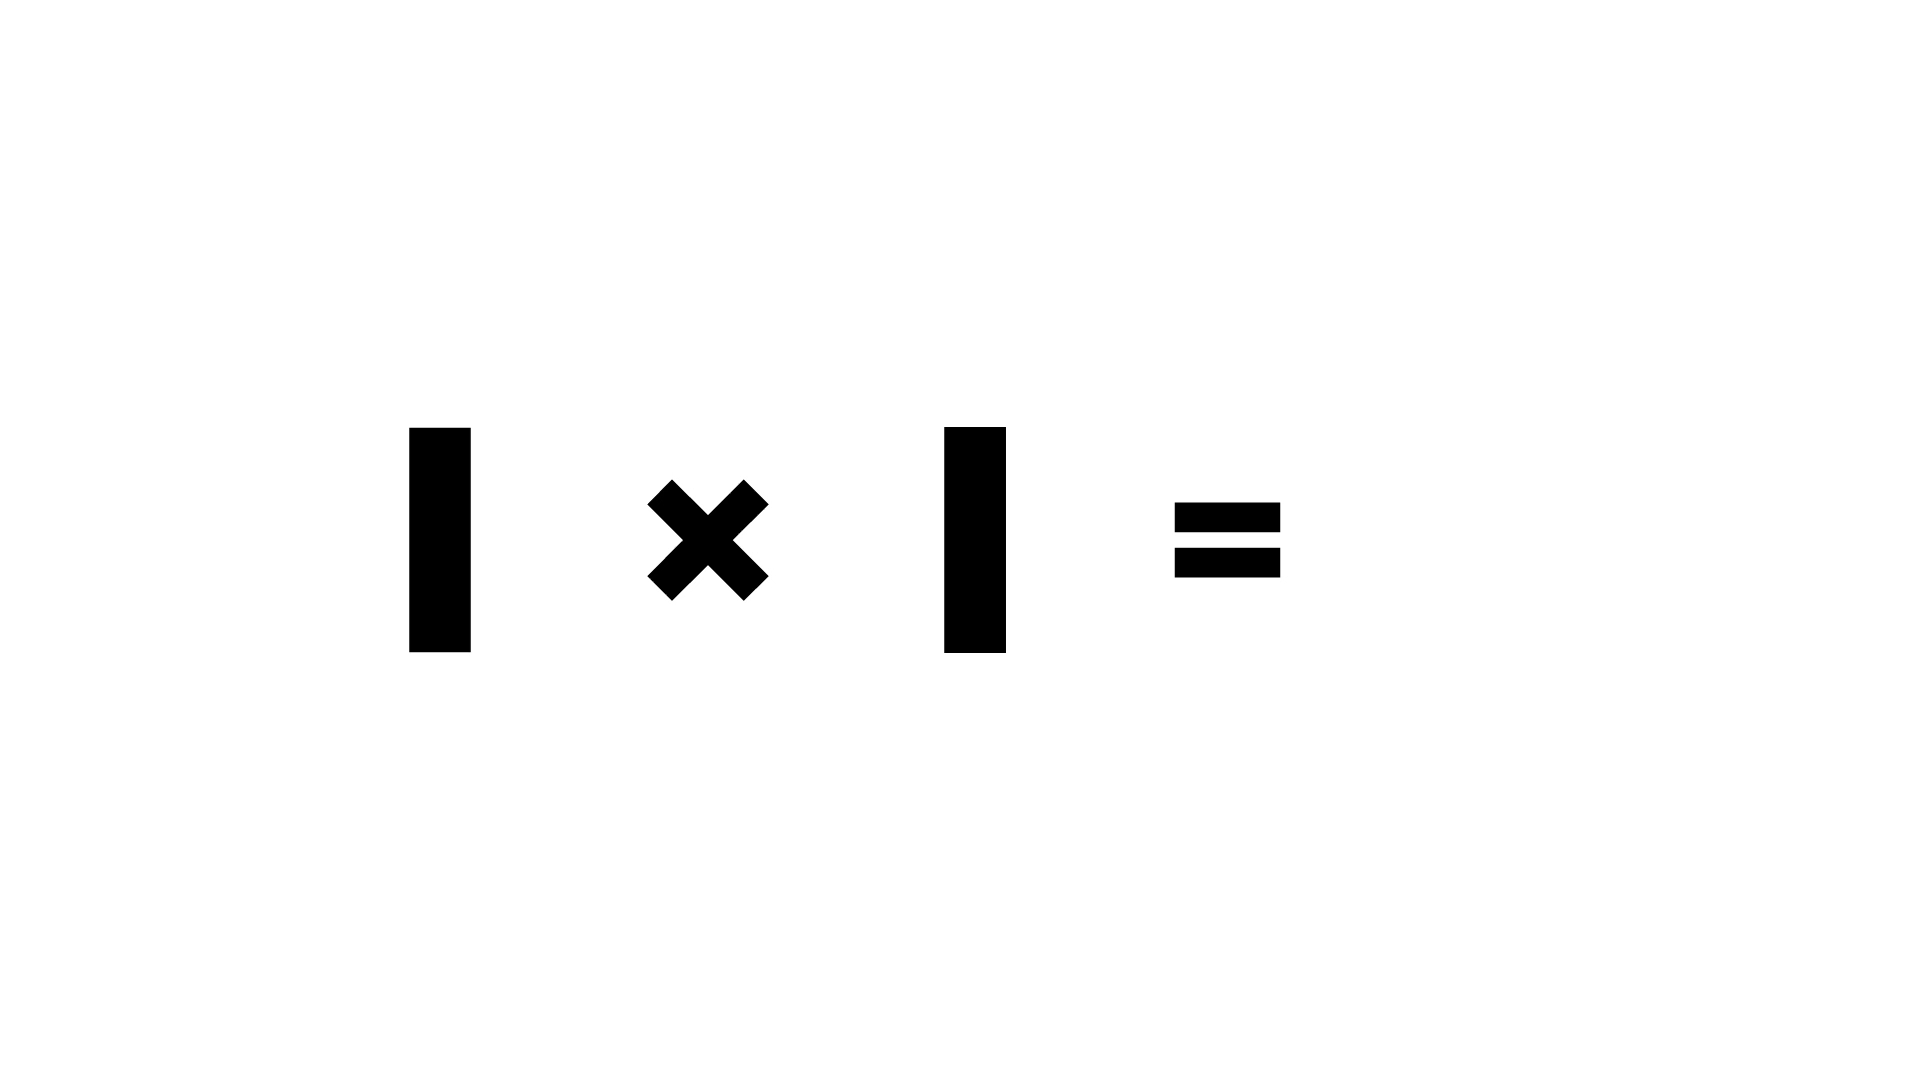 I × I =